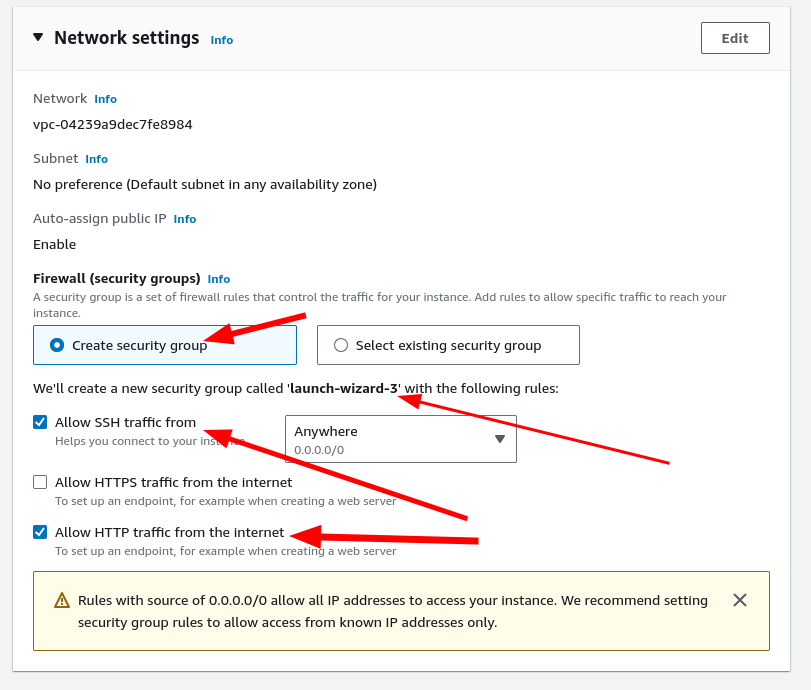 Network settings Info
Edit
Network Info
vpc-04239a9dec7fe8984
Subnet Info
No preference (Default subnet in any availability zone)
Auto-assign public IP Info
Enable
Firewall (security groups) Info
A security group is a set of firewall rules that control the traffic for your instance. Add rules to allow specific traffic to reach your
instance.
Create security group
Select existing security group
We'll create a new security group called 'launch-wizard-3' with the following rules:
Allow SSH traffic from
Helps you connect to your instance
Anywhere
0.0.0.0/0
Allow HTTPS traffic from the internet
To set up an endpoint, for example when creating a web server
Allow HTTP traffic from the internet
To set up an endpoint, for example when creating a web server
Rules with source of 0.0.0.0/0 allow all IP addresses to access your instance. We recommend setting
security group rules to allow access from known IP addresses only.